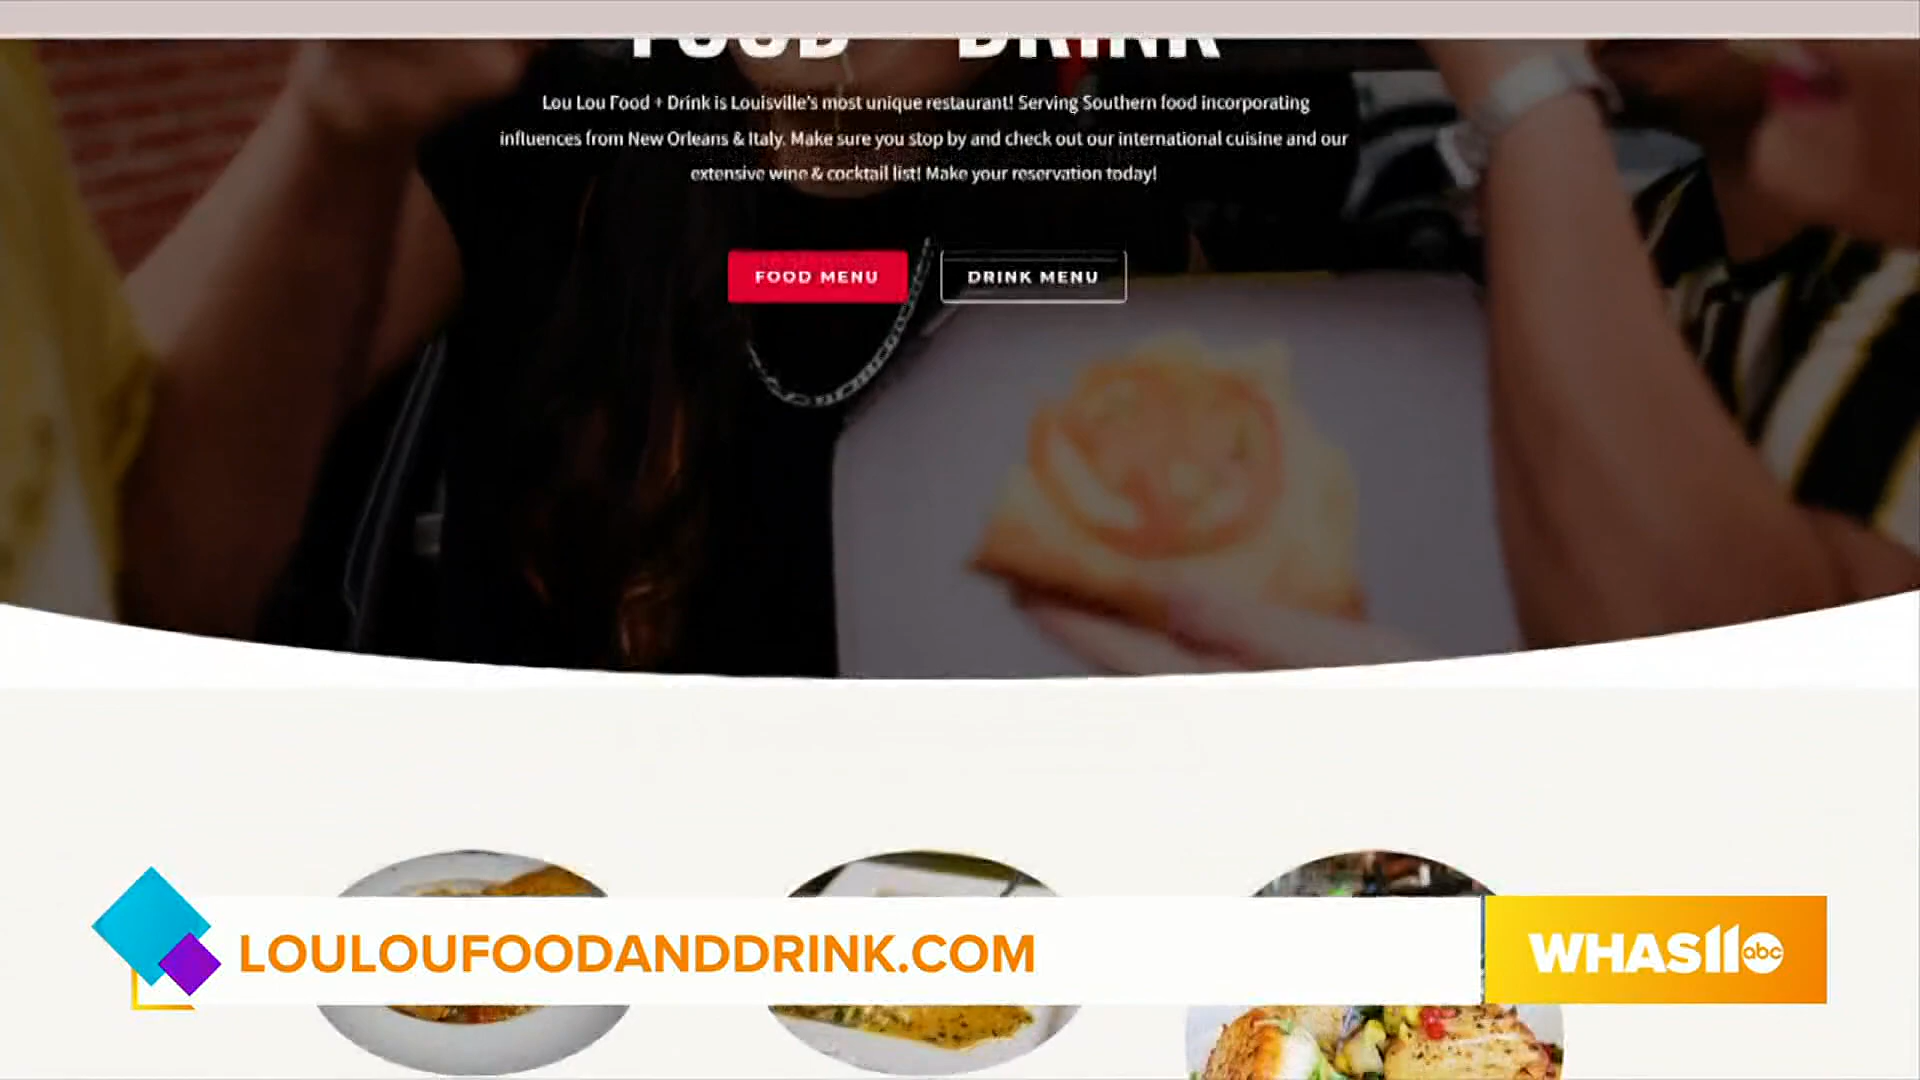 FOOD + DRINK
Lou Lou Food + Drink is Louisville's most unique restaurant! Serving Southern food incorporating
influences from New Orleans & Italy. Make sure you stop by and check out our international cuisine and our
extensive wine & cocktail list! Make your reservation today!
FOOD MENU
DRINK MENU
LOULOUFOODANDDRINK.COM
WHAS11 abc